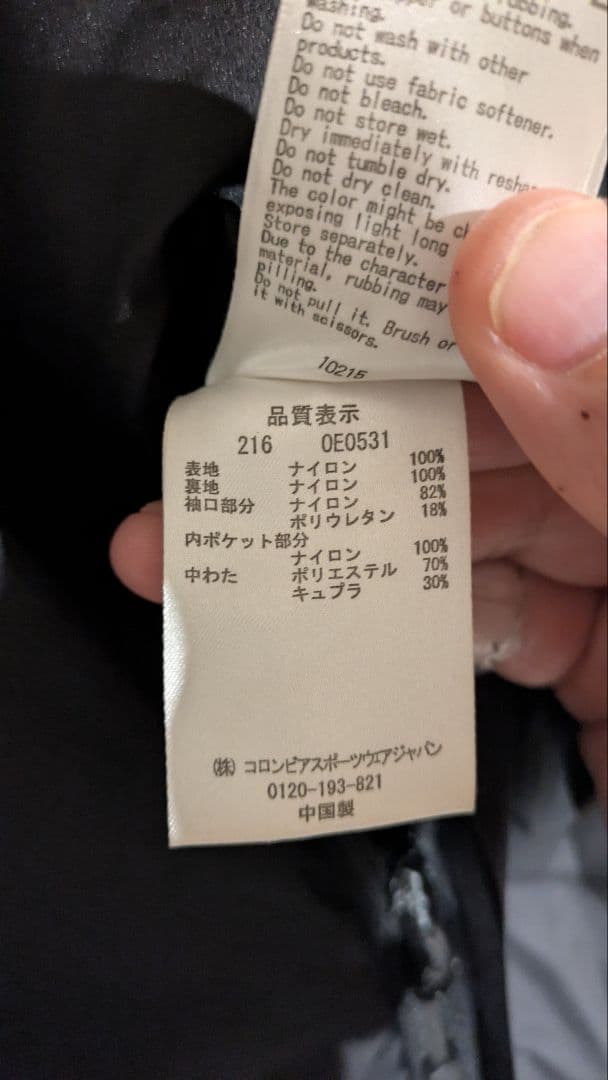 rubbing.
or buttons when
washing.
Do not wash with other
products.
Do not use fabric softener.
Do not bleach.
Do not store wet.
Dry immediately with
Do not tumble dry.
Do not dry clean.
The color might be
exposing light long
Store separately.
Due to the character
material, rubbing may
pilling.
Do not pull it. Brush or
it with scissors.
10215
品質表示
216 OE0531
表地 ナイロン 100%
裏地 ナイロン 100%
袖口部分 ナイロン 82%
ポリウレタン 18%
内ポケット部分
ナイロン 100%
中わた ポリエステル 70%
キュプラ 30%
(株) コロンビアスポーツウェアジャパン
0120-193-821
中国製